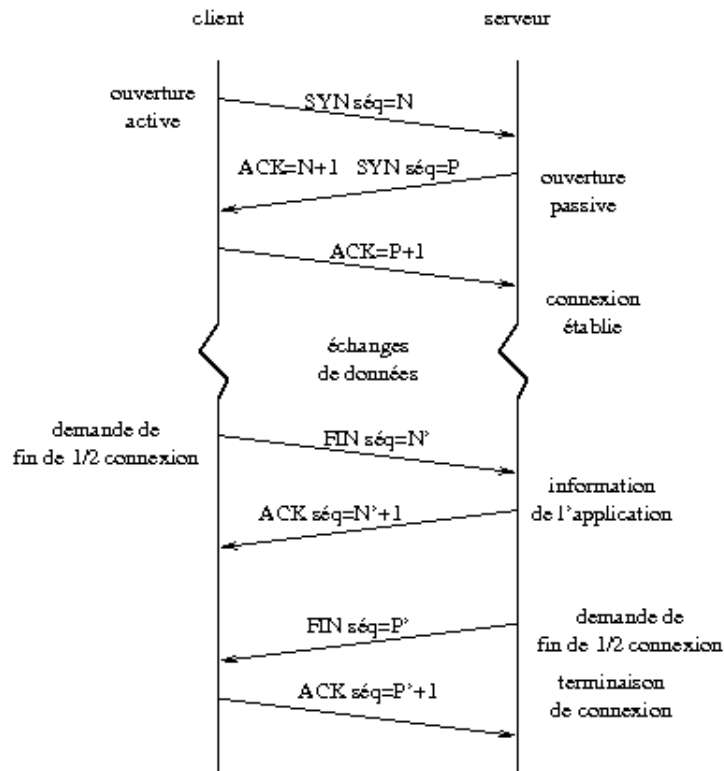 client
serveur
ouverture
active
SYN séq=N
ACK=N+1 SYN séq=P
ouverture
passive
ACK=P+1
connexion
établie
échanges
de données
demande de
fin de 1/2 connexion
FIN séq=N'
information
de l'application
ACK séq=N'+1
FIN séq=P'
demande de
fin de 1/2 connexion
ACK séq=P'+1
terminaison
de connexion